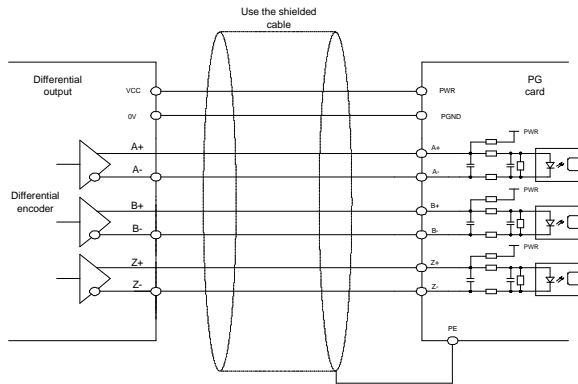 Use the shielded
cable
Differential
output
PG
card
VCC
PWR
0V
PGND
PWR
A+
A+
A-
A-
PWR
Differential
encoder
B+
B+
B-
B-
PWR
Z+
Z+
Z-
Z-
PE